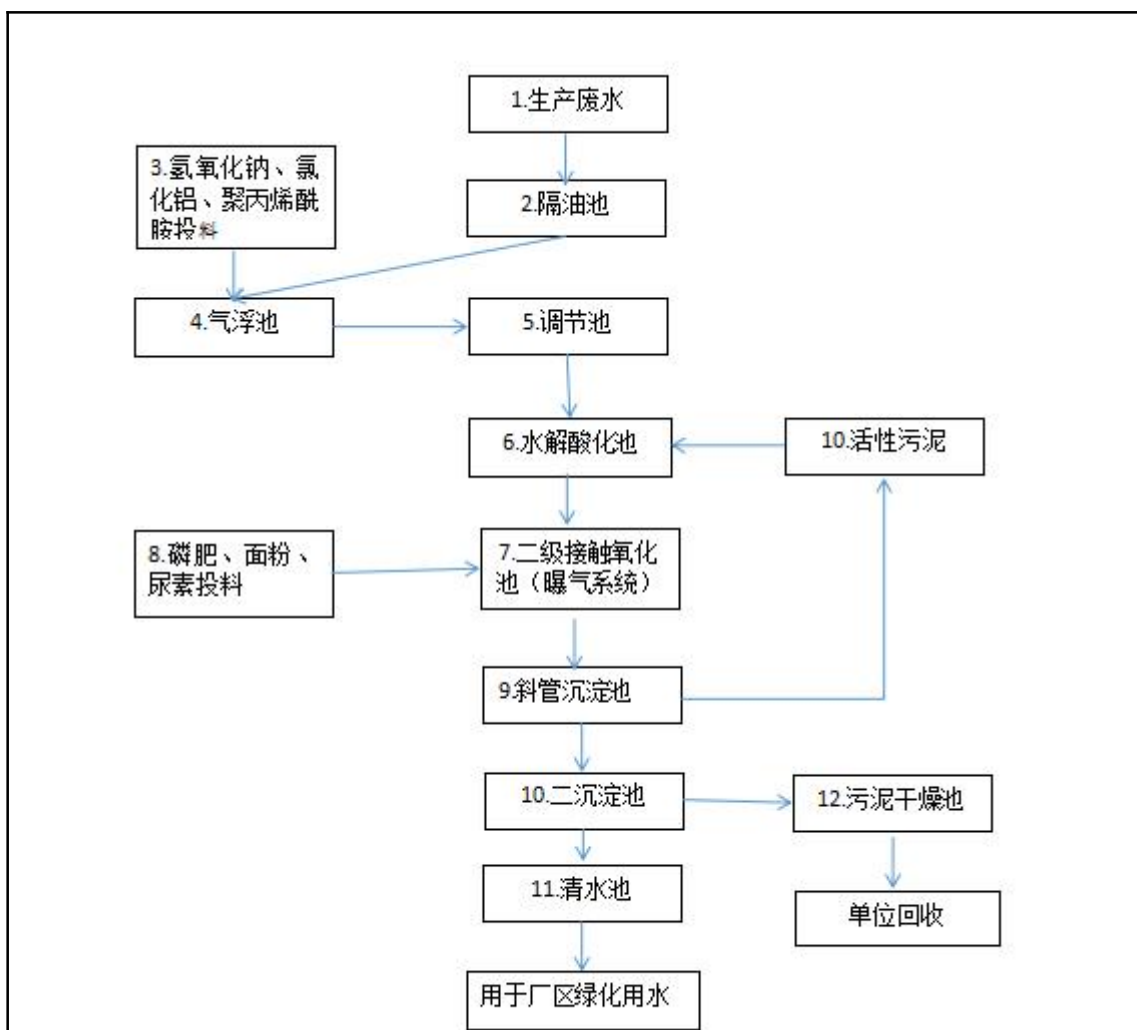 1.生产废水
3.氢氧化钠、氯
化铝、聚丙烯酰
胺投料
2.隔油池
4.气浮池
5.调节池
6.水解酸化池
10.活性污泥
8.磷肥、面粉、
尿素投料
7.二级接触氧化
池（曝气系统）
9.斜管沉淀池
10.二沉淀池
12.污泥干燥池
11.清水池
单位回收
用于厂区绿化用水